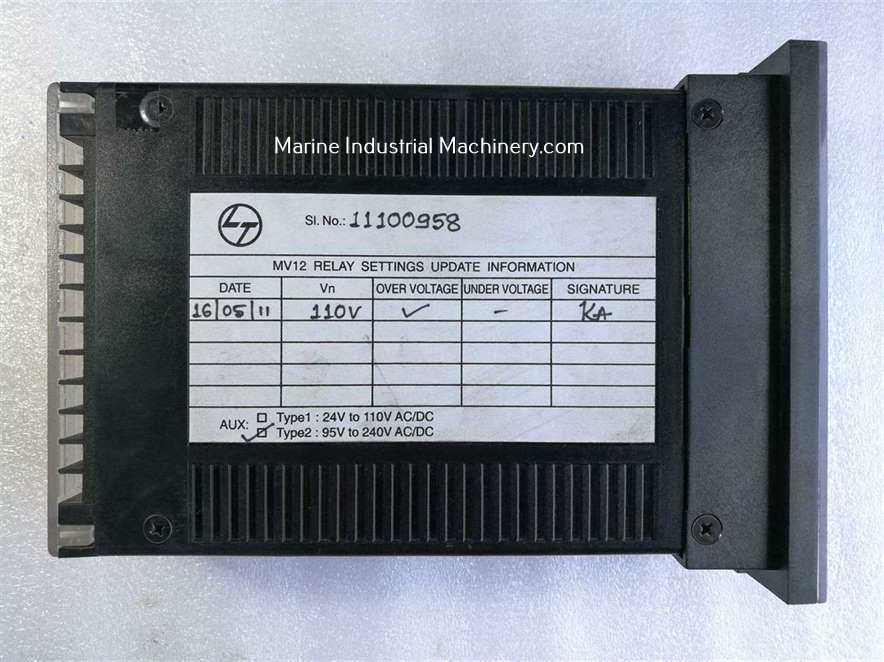 Marine Industrial Machinery.com
LT
Sl. No.: 11100958
MV12 RELAY SETTINGS UPDATE INFORMATION
DATE Vn OVER VOLTAGE UNDER VOLTAGE SIGNATURE
16/05/11 110V ✓ - KA
AUX: ☐ Type1 : 24V to 110V AC/DC
☑ Type2 : 95V to 240V AC/DC